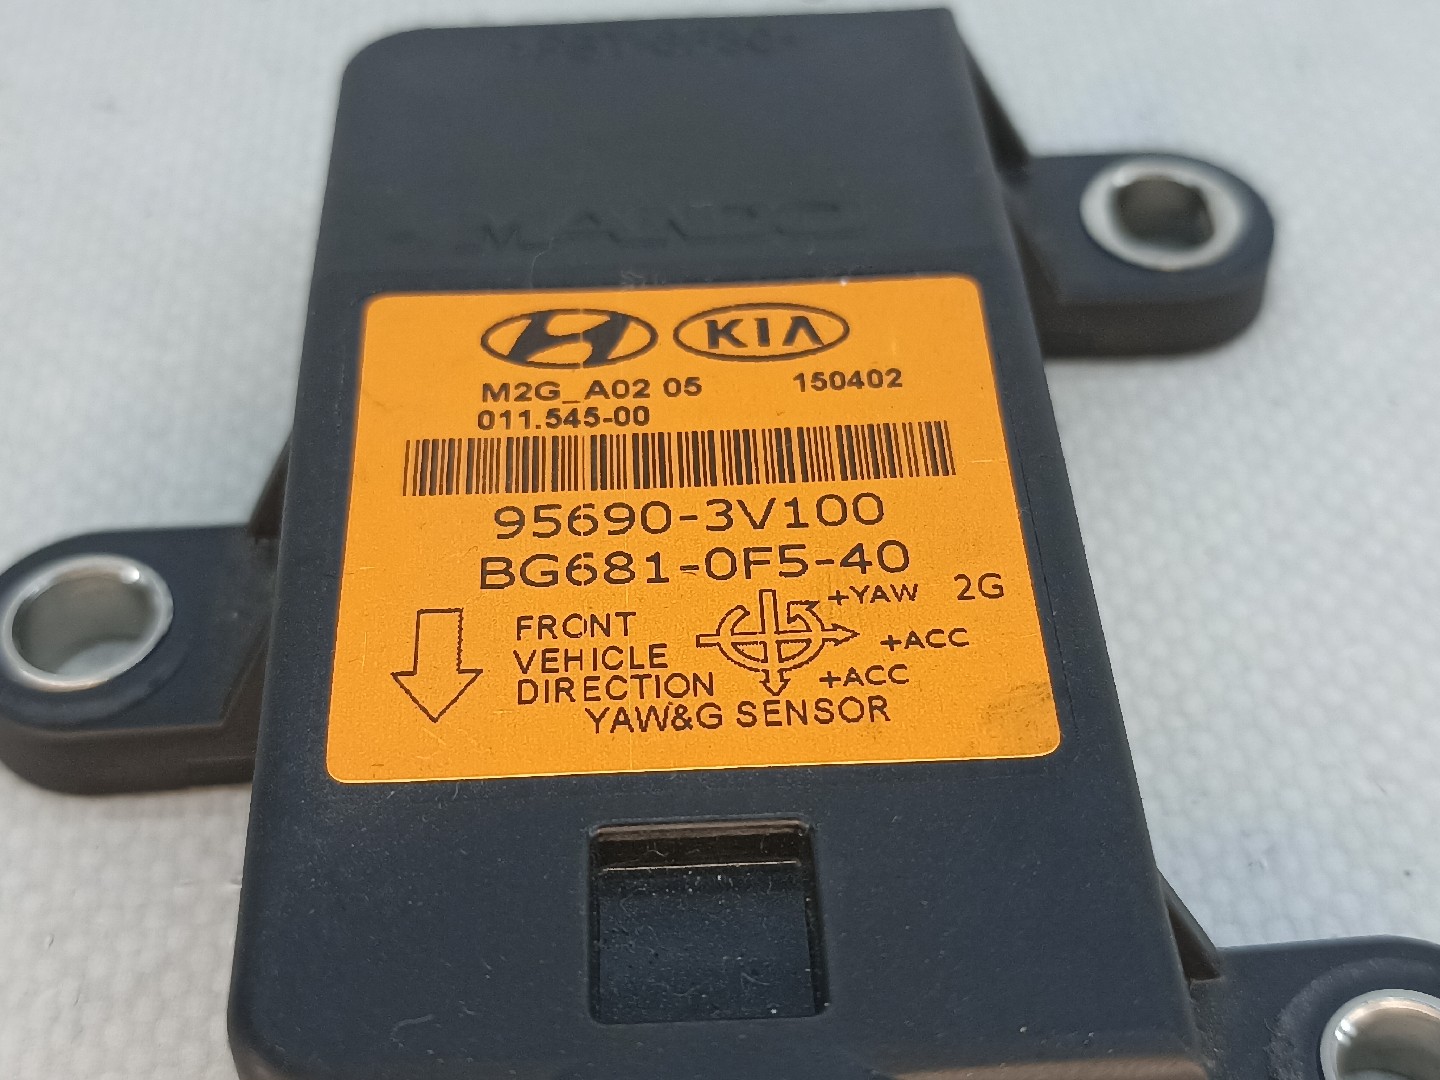 MANDO
KIA
M2G_A02 05 150402
011.545-00
95690-3V100
BG681-0F5-40
FRONT
VEHICLE
DIRECTION
+YAW 2G
+ACC
+ACC
YAW&G SENSOR